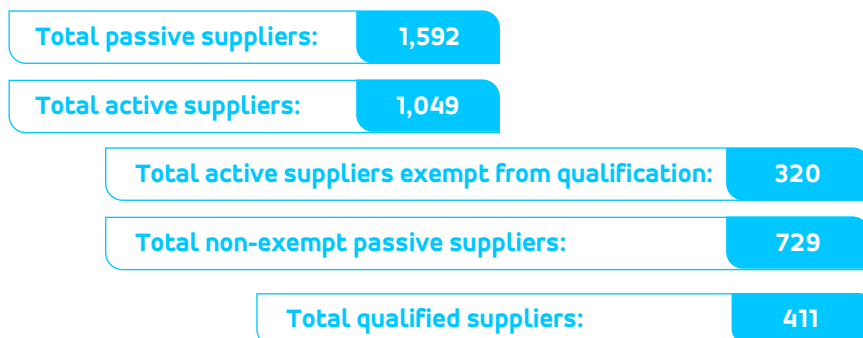 Total passive suppliers: 1,592
Total active suppliers: 1,049
Total active suppliers exempt from qualification: 320
Total non-exempt passive suppliers: 729
Total qualified suppliers: 411